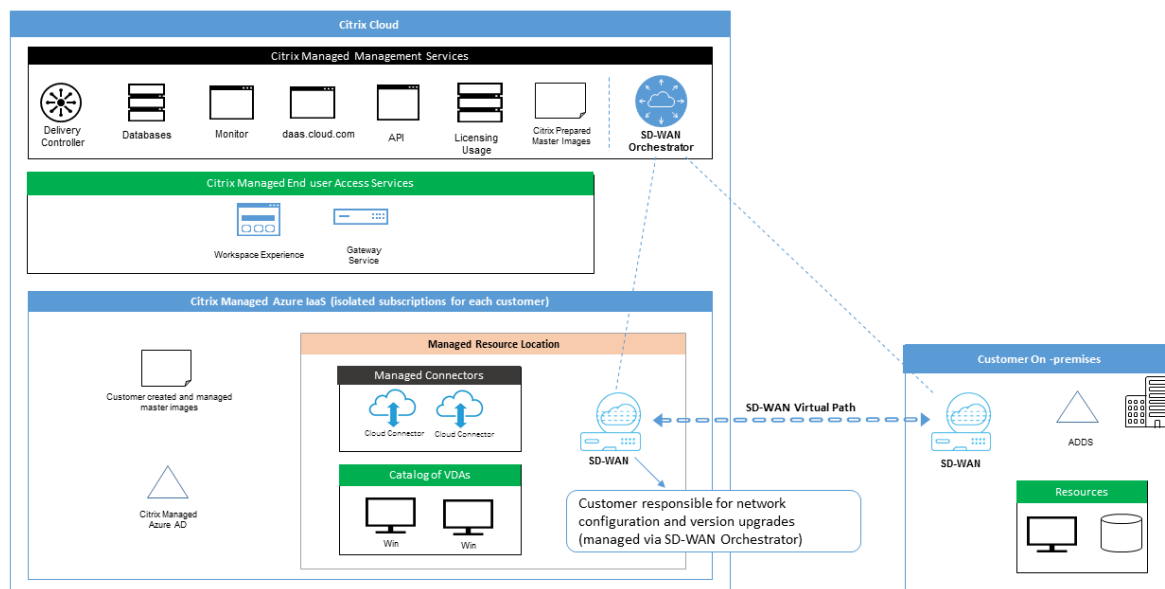 Citrix Cloud
Citrix Managed Management Services
Delivery
Controller
Databases
Monitor
daas.cloud.com
API
Licensing
Usage
Citrix Prepared
Master Images
SD-WAN
Orchestrator
Citrix Managed End user Access Services
Workspace Experience
Gateway
Service
Citrix Managed Azure IaaS (isolated subscriptions for each customer)
Customer created and managed
master images
Citrix Managed
Azure AD
Managed Resource Location
Managed Connectors
Cloud Connector
Cloud Connector
Catalog of VDAs
Win
Win
SD-WAN
SD-WAN Virtual Path
Customer responsible for network
configuration and version upgrades
(managed via SD-WAN Orchestrator)
Customer On -premises
SD-WAN
ADDS
Resources